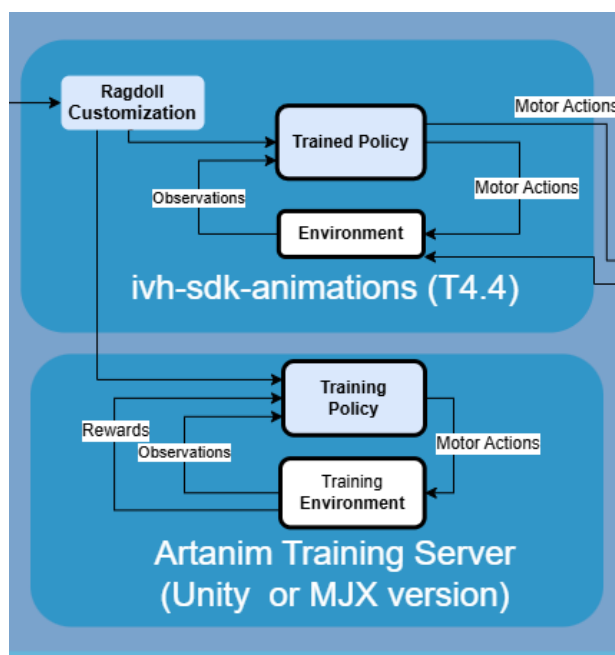 Ragdoll
Customization
Motor Actions
Trained Policy
Observations
Motor Actions
Environment
ivh-sdk-animations (T4.4)
Training
Policy
Rewards
Motor Actions
Observations
Training
Environment
Artanim Training Server
(Unity or MJX version)